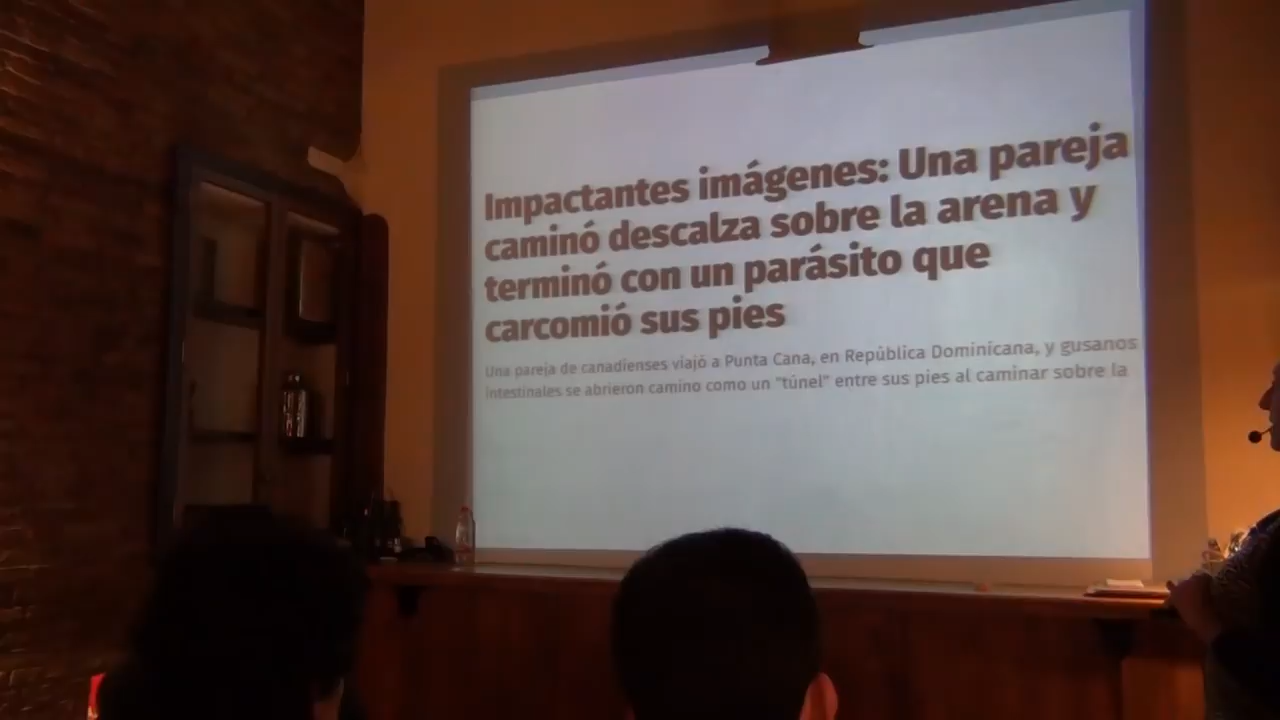 Impactantes imágenes: Una pareja
caminó descalza sobre la arena y
terminó con un parásito que
carcomió sus pies
Una pareja de canadienses viajó a Punta Cana, en República Dominicana, y gusanos
intestinales se abrieron camino como un "túnel" entre sus pies al caminar sobre la